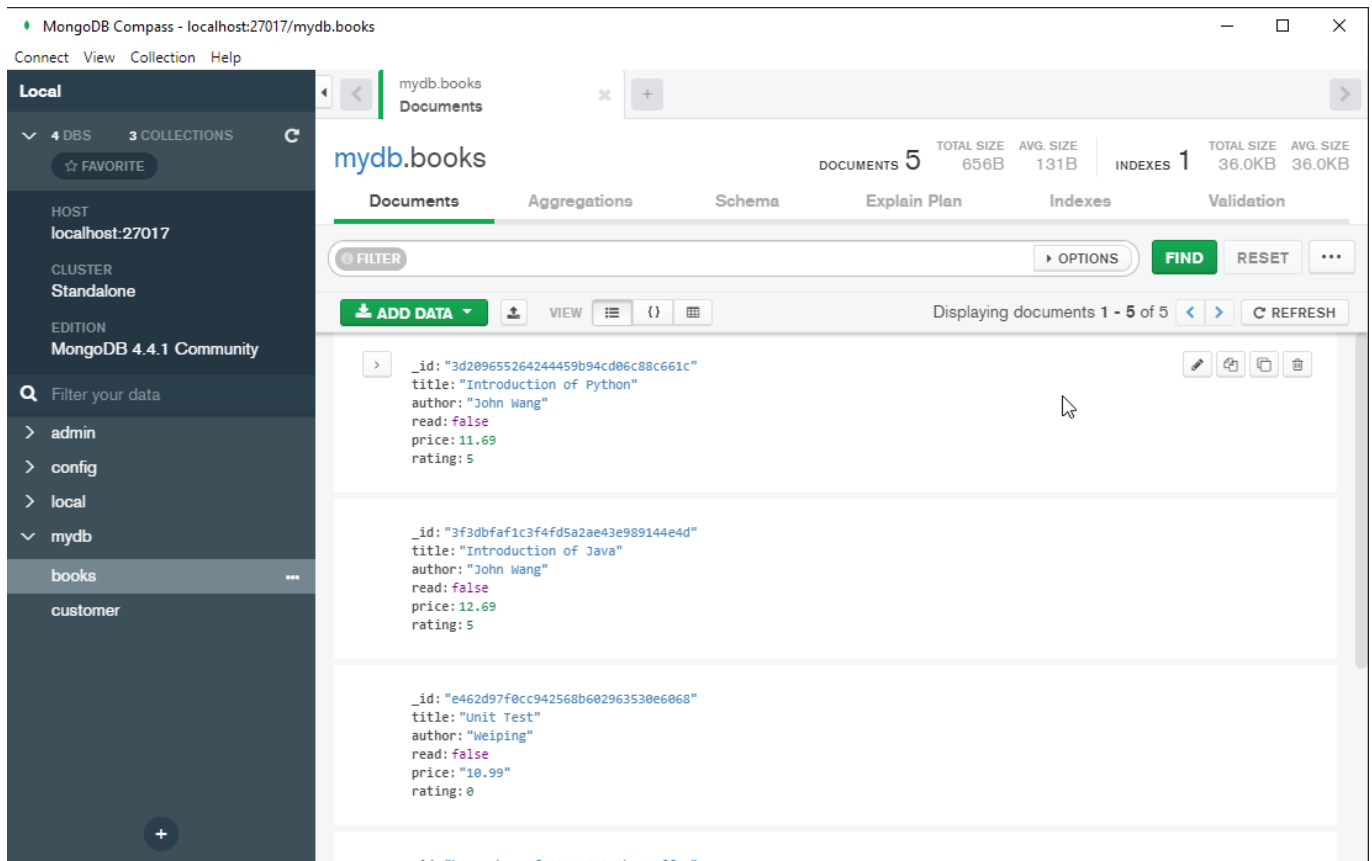 MongoDB Compass - localhost:27017/mydb.books
Connect View Collection Help
Local
4 DBS 3 COLLECTIONS
FAVORITE
HOST
localhost:27017
CLUSTER
Standalone
EDITION
MongoDB 4.4.1 Community
Filter your data
admin
config
local
mydb
books
customer
mydb.books
Documents
mydb.books
DOCUMENTS 5 TOTAL SIZE 656B AVG. SIZE 131B INDEXES 1 TOTAL SIZE 36.0KB AVG. SIZE 36.0KB
Documents Aggregations Schema Explain Plan Indexes Validation
FILTER OPTIONS FIND RESET
ADD DATA VIEW {} Displaying documents 1 - 5 of 5 REFRESH
_id: "3d209655264244459b94cd06c88c661c"
title: "Introduction of Python"
author: "John Wang"
read: false
price: 11.69
rating: 5
_id: "3f3dbfaf1c3f4fd5a2ae43e989144e4d"
title: "Introduction of Java"
author: "John Wang"
read: false
price: 12.69
rating: 5
_id: "e462d97f0cc942568b602963530e6068"
title: "Unit Test"
author: "Weiping"
read: false
price: "10.99"
rating: 0